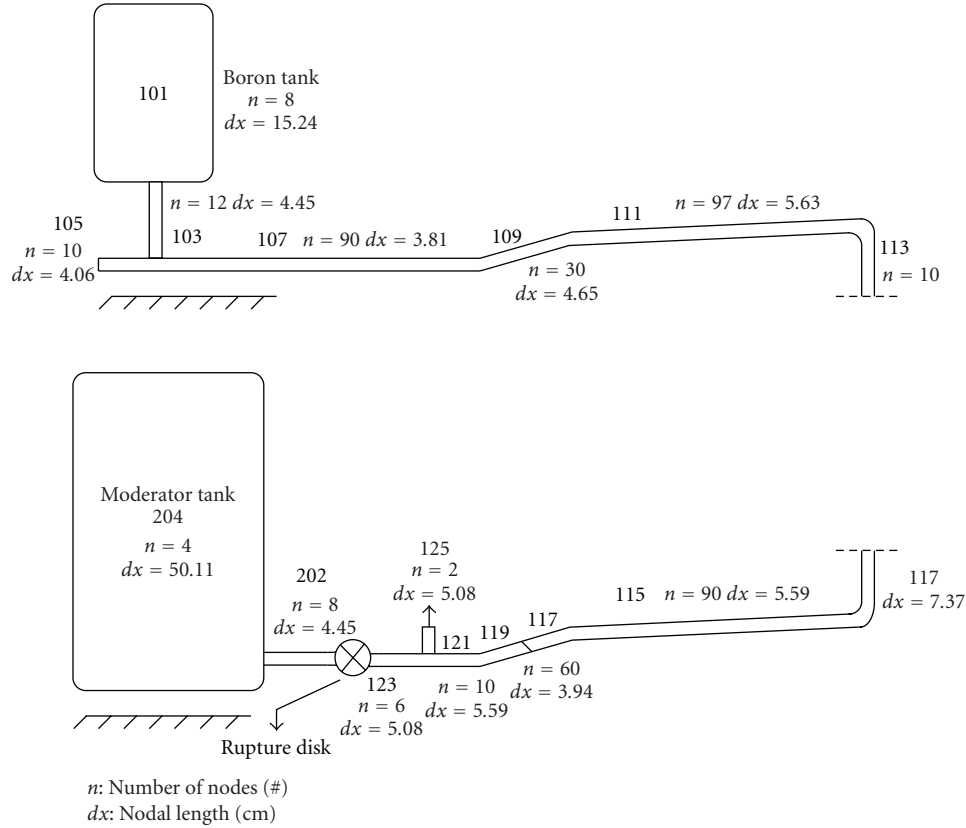 101
Boron tank
n = 8
dx = 15.24
n = 12 dx = 4.45
105
n = 10
dx = 4.06
103
107
n = 90 dx = 3.81
109
n = 30
dx = 4.65
111
n = 97 dx = 5.63
113
n = 10
Moderator tank
204
n = 4
dx = 50.11
202
n = 8
dx = 4.45
125
n = 2
dx = 5.08
121
119
117
115
n = 90 dx = 5.59
117
dx = 7.37
123
n = 6
dx = 5.08
n = 10
dx = 5.59
n = 60
dx = 3.94
Rupture disk
n: Number of nodes (#)
dx: Nodal length (cm)